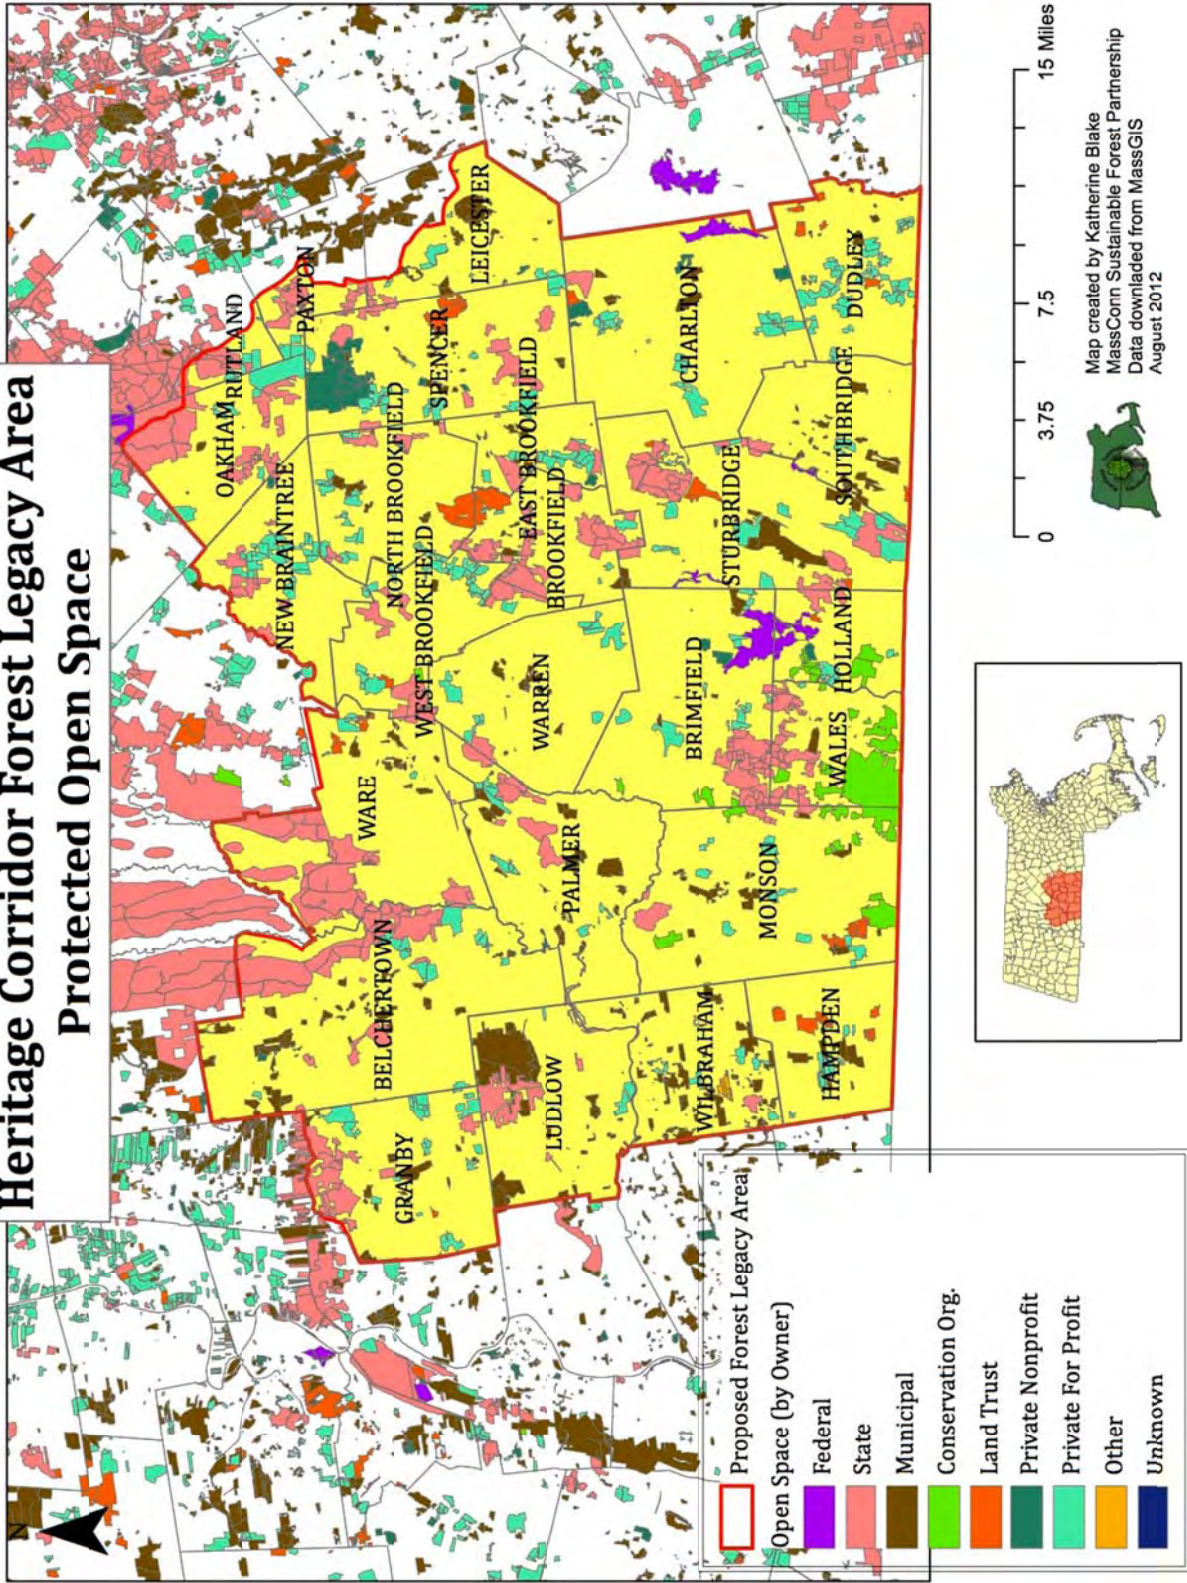 Heritage Corridor Forest Legacy Area
Protected Open Space
N
OAKHAM
RUTLAND
PAXTON
NEW BRAINTREE
NORTH BROOKFIELD
SPENCER
LEICESTER
WEST BROOKFIELD
EAST BROOKFIELD
BROOKFIELD
WARE
WARREN
BELCHERTOWN
PALMER
GRANBY
LUDLOW
CHARLTON
DUDLEY
STURBRIDGE
SOUTHBRIDGE
BRIMFIELD
HOLLAND
WALES
MONSON
WILBRAHAM
HAMPDEN
Proposed Forest Legacy Area
Open Space (by Owner)
Federal
State
Municipal
Conservation Org.
Land Trust
Private Nonprofit
Private For Profit
Other
Unknown
0 3.75 7.5 15 Miles
Map created by Katherine Blake
MassConn Sustainable Forest Partnership
Data downladed from MassGIS
August 2012